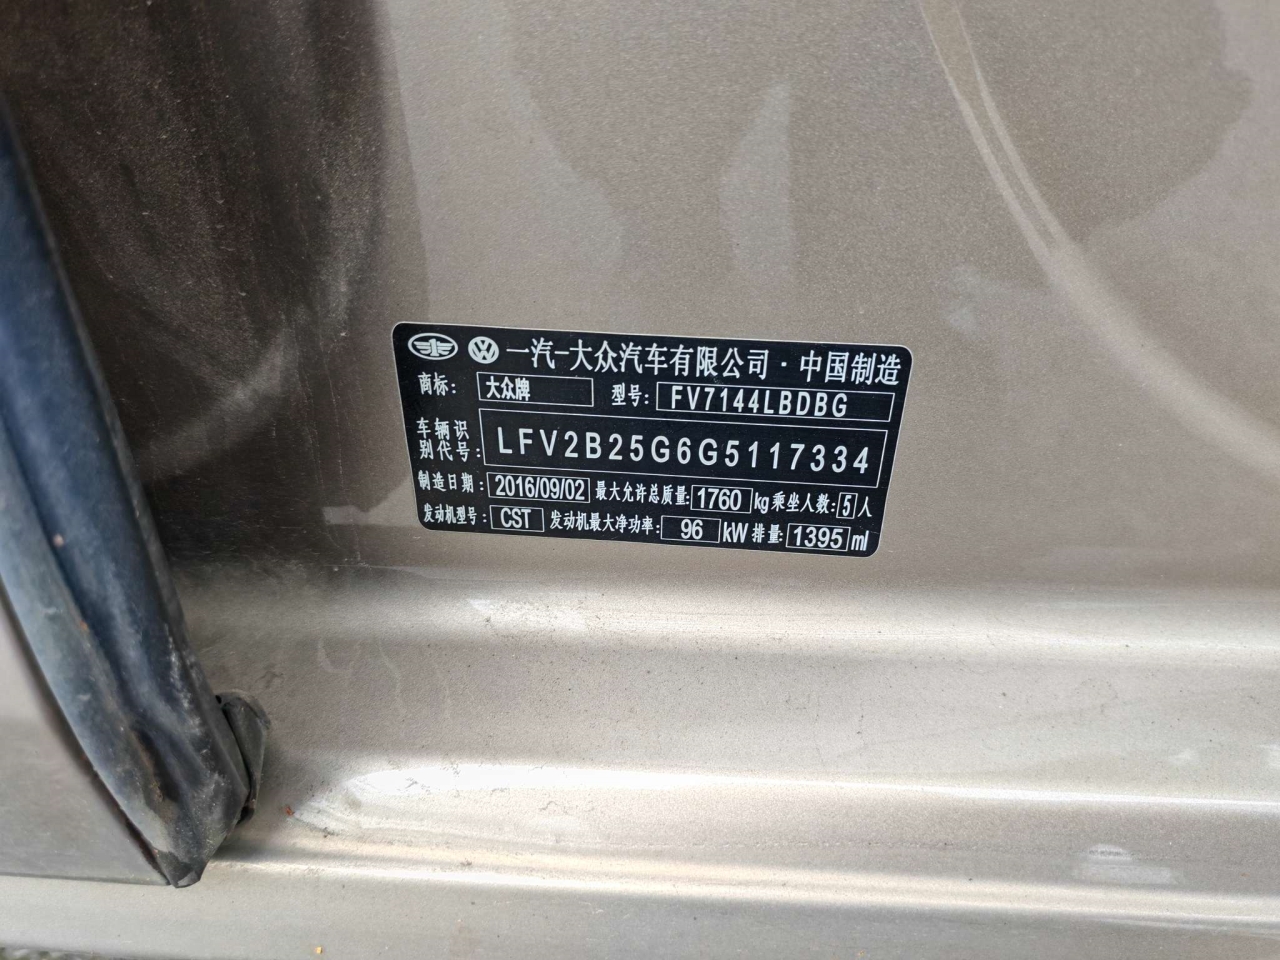 一汽-大众汽车有限公司·中国制造
商标: 大众牌 型号: FV7144LBDBG
车辆识别代号: LFV2B25G6G5117334
制造日期: 2016/09/02 最大允许总质量: 1760 kg 乘坐人数: 5 人
发动机型号: CST 发动机最大净功率: 96 kW 排量: 1395 ml